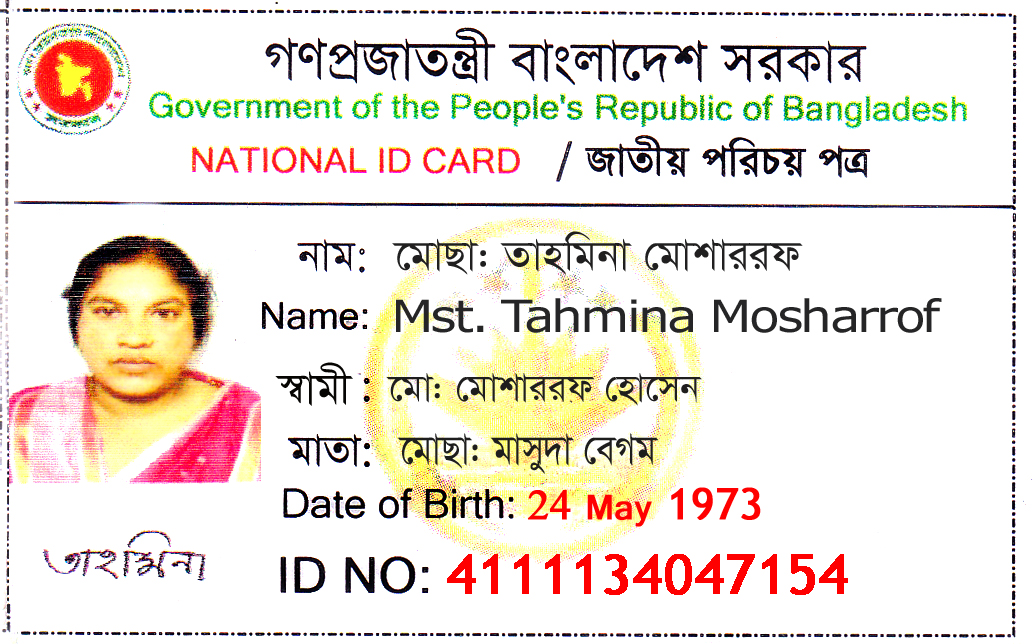 গণপ্রজাতন্ত্রী বাংলাদেশ সরকার
Government of the People's Republic of Bangladesh
NATIONAL ID CARD / জাতীয় পরিচয় পত্র
নাম: মোছা: তাহমিনা মোশাররফ
Name: Mst. Tahmina Mosharrof
স্বামী : মো: মোশাররফ হোসেন
মাতা: মোছা: মাসুদা বেগম
Date of Birth: 24 May 1973
তাহমিনা
ID NO: 4111134047154